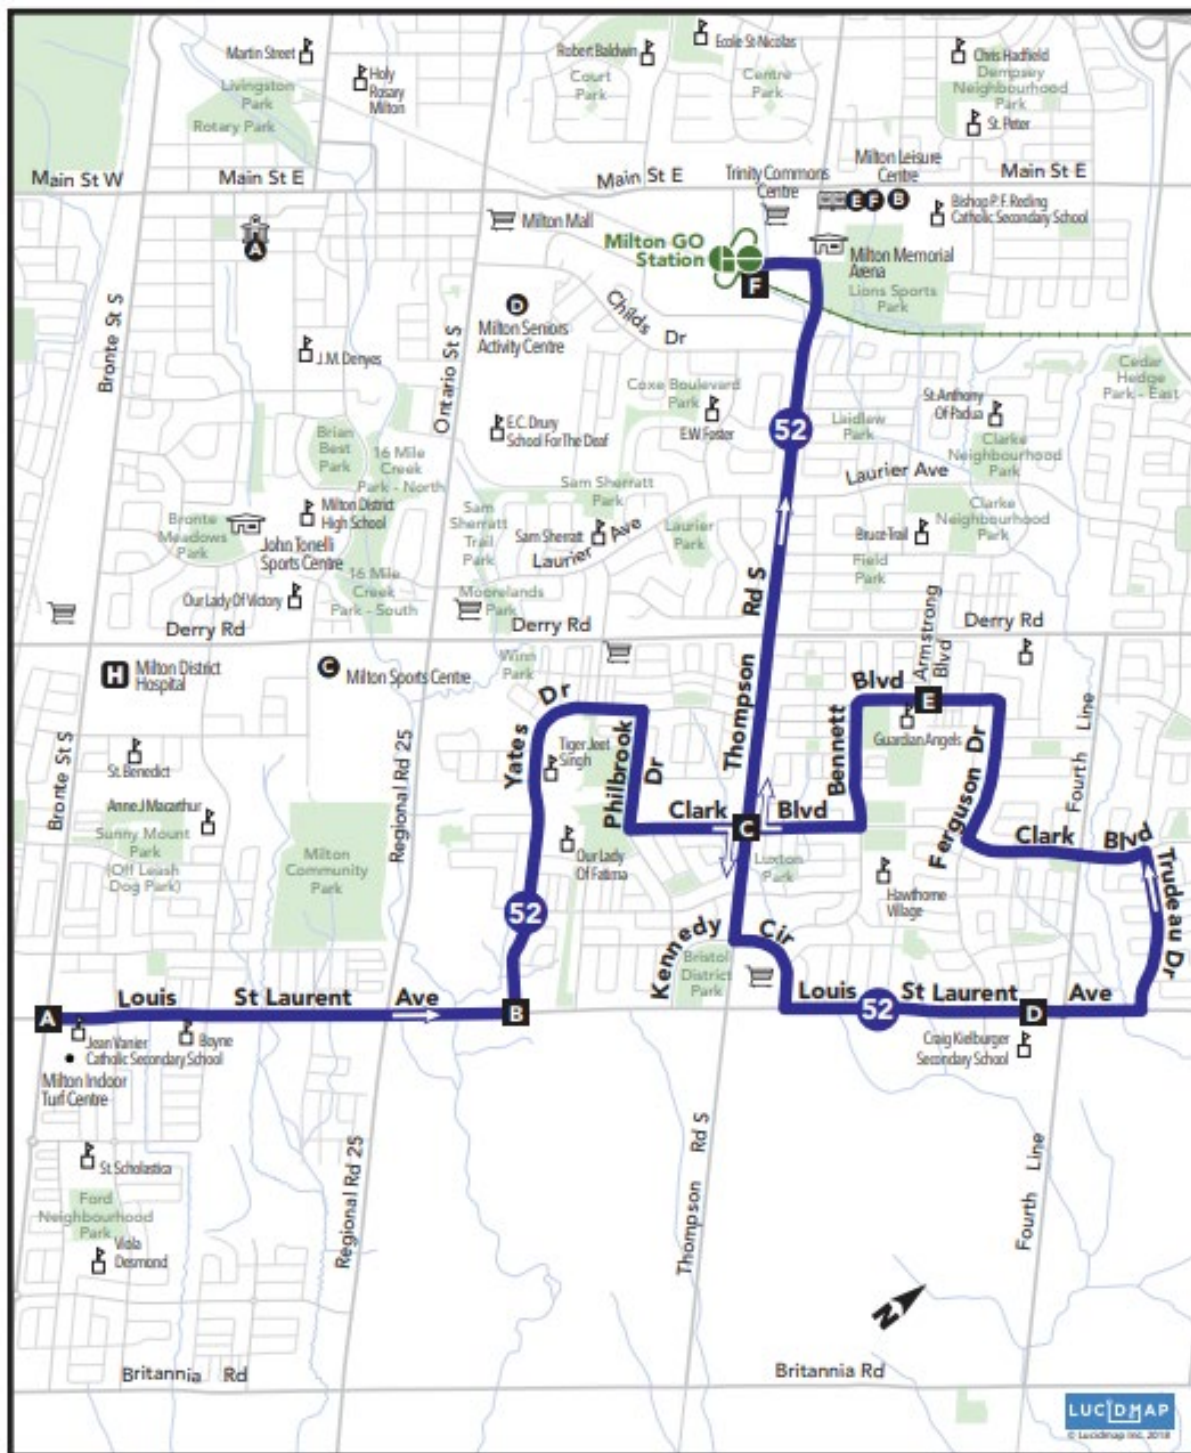 Martin Street
Holy
Rosary
Milton
Livingston
Park
Rotary Park
Robert Baldwin
Court
Park
Ecole St-Nicolas
Centre
Park
Chris Hadfield
Dempsey
Neighbourhood
Park
St. Peter
Main St W
Main St E
Main St E
Trinity Commons
Centre
Milton Leisure
Centre
Main St E
E F B
Bishop P. F. Reding
Catholic Secondary School
A
Milton Mall
Milton GO
Station
F
Milton Memorial
Arena
Lions Sports
Park
D
Milton Seniors
Activity Centre
Childs
Dr
Bronte St S
J.M. Denyes
Ontario St S
Coxe Boulevard
Park
E.W. Foster
52
Laidlaw
Park
St. Anthony
Of Padua
Cedar
Hedge
Park - East
E.C. Drury
School For The Deaf
Brian
Best
Park
16 Mile
Creek
Park - North
Clarke
Neighbourhood
Park
Laurier Ave
Sam Sherratt
Park
Milton District
High School
Bronte
Meadows
Park
John Tonelli
Sports Centre
Sam
Sherratt
Trail
Park
Sam Sherratt
Laurier Ave
Laurier
Park
Clarke
Neighbourhood
Park
Bruce Trail
Field
Park
16 Mile
Creek
Park - South
Our Lady Of Victory
Moorelands
Park
Rd S
Armstrong
Blvd
Derry Rd
Derry Rd
Derry Rd
H
Milton District
Hospital
C
Milton Sports Centre
Winn
Park
Yates Dr
Tiger Jeet
Singh
Philbrook
Dr
Thompson
Bennett
Blvd
E
Guardian Angels
Ferguson Dr
Fourth Line
Bronte St S
St. Benedict
Anne J Macarthur
Sunny Mount
Park
(Off Leash
Dog Park)
Milton
Community
Park
Regional Rd 25
Clark
C
Blvd
Our Lady
Of Fatima
Luxton
Park
Clark Blvd
Hawthorne
Village
Trudeau Dr
52
Kennedy
Cir
Bristol
District
Park
A
Louis St Laurent Ave
B
Louis
52
St Laurent
D
Ave
Jean Vanier
Catholic Secondary School
Boyne
Milton Indoor
Turf Centre
Craig Kielburger
Secondary School
St. Scholastica
Ford
Neighbourhood
Park
Viola
Desmond
Regional Rd 25
Thompson Rd S
Fourth Line
N
Britannia Rd
Britannia Rd
LUCIDMAP
© Lucidmap Inc. 2018